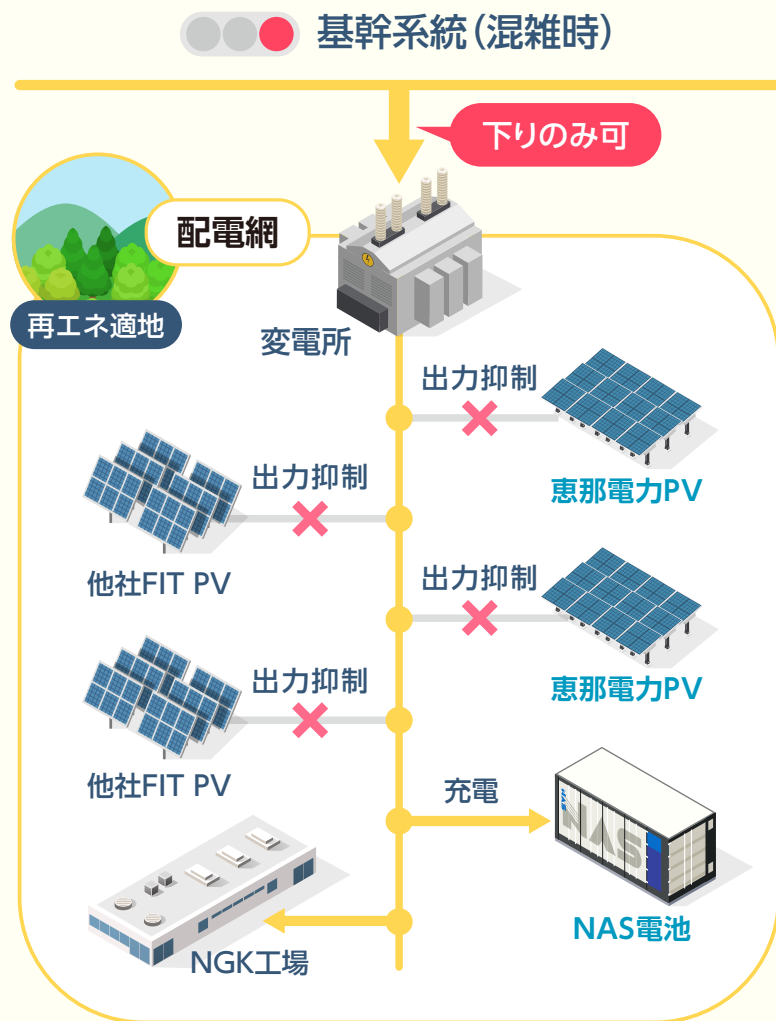 基幹系統(混雑時)
下りのみ可
配電網
再エネ適地
変電所
出力抑制
恵那電力PV
出力抑制
他社FIT PV
出力抑制
恵那電力PV
出力抑制
他社FIT PV
充電
NAS
NAS
NAS電池
NGK工場